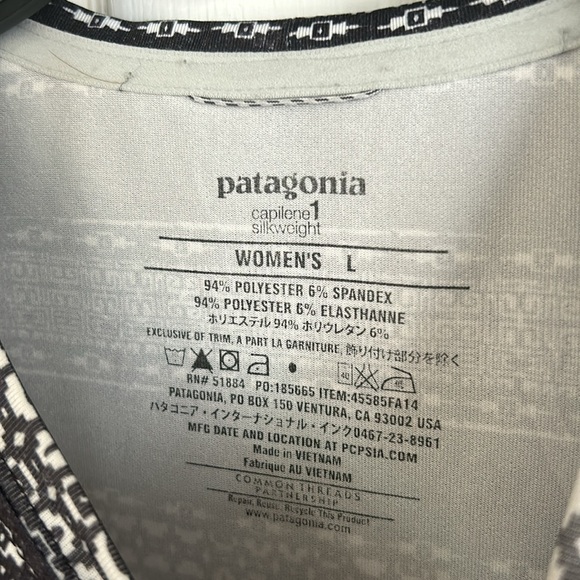 patagonia
capilene 1
silkweight
WOMEN'S L
94% POLYESTER 6% SPANDEX
94% POLYESTER 6% ELASTHANNE
ポリエステル 94% ポリウレタン 6%
EXCLUSIVE OF TRIM, A PART LA GARNITURE, 飾り付け部分を除く
40
RN# 51884 PO:185665 ITEM:45585FA14
PATAGONIA, PO BOX 150 VENTURA, CA 93002 USA
パタゴニア・インターナショナル・インク0467-23-8961
MFG DATE AND LOCATION AT PCPSIA.COM
Made in VIETNAM
Fabriqué AU VIETNAM
COMMON THREADS
PARTNERSHIP
Repair, Reuse, Recycle This Product
www.patagonia.com